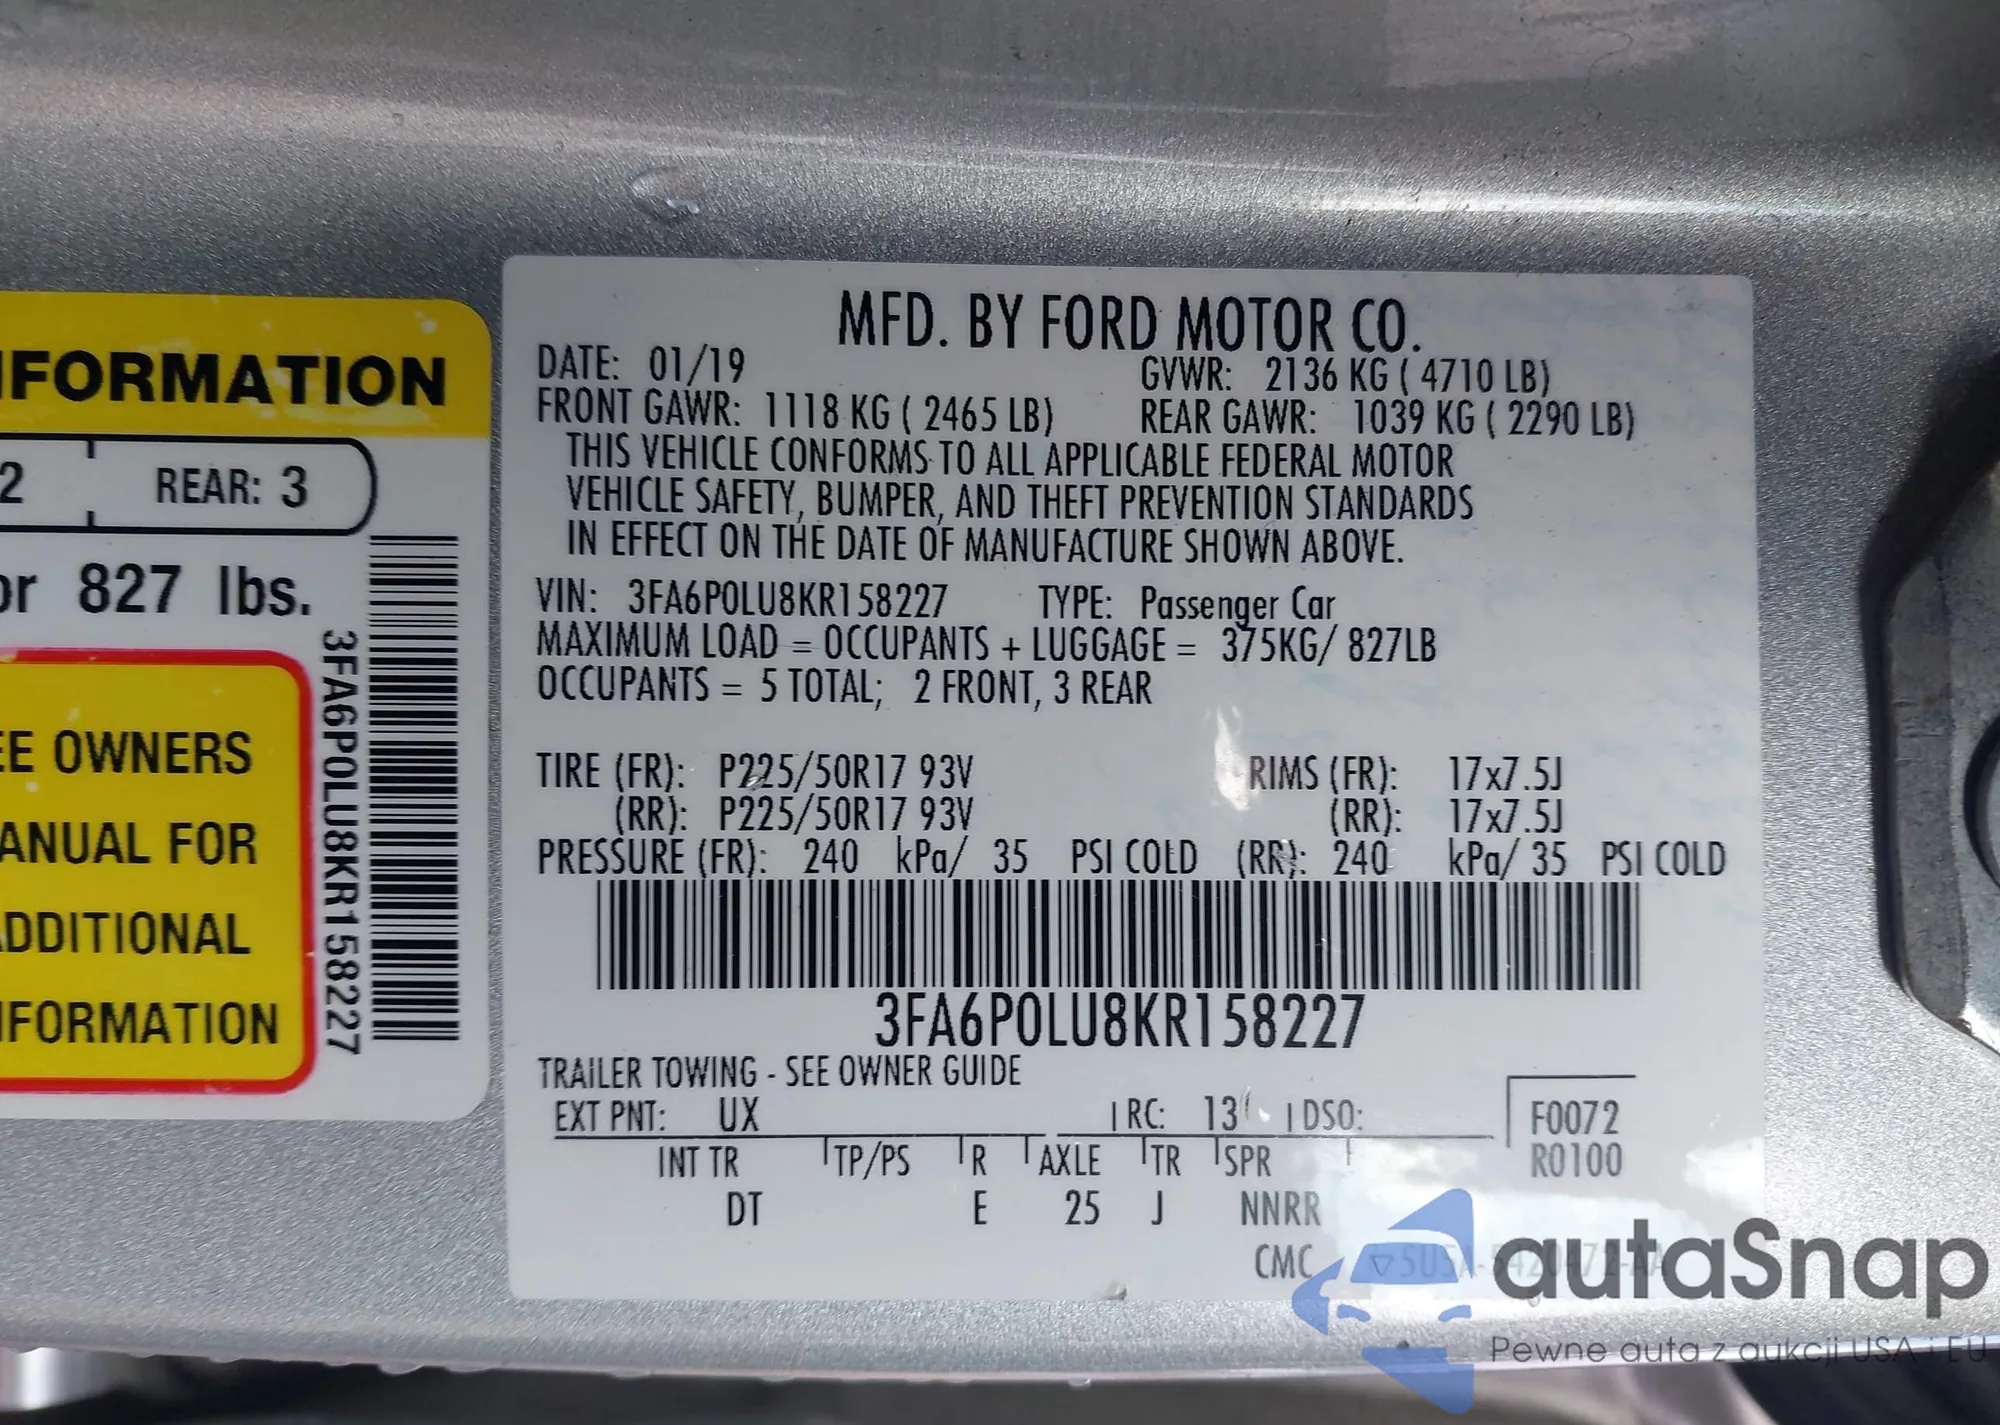 NFORMATION
2 REAR: 3
or 827 lbs.
EE OWNERS
ANUAL FOR
ADDITIONAL
NFORMATION
3FA6P0LU8KR158227
MFD. BY FORD MOTOR CO.
DATE: 01/19 GVWR: 2136 KG ( 4710 LB)
FRONT GAWR: 1118 KG ( 2465 LB) REAR GAWR: 1039 KG ( 2290 LB)
THIS VEHICLE CONFORMS TO ALL APPLICABLE FEDERAL MOTOR
VEHICLE SAFETY, BUMPER, AND THEFT PREVENTION STANDARDS
IN EFFECT ON THE DATE OF MANUFACTURE SHOWN ABOVE.
VIN: 3FA6P0LU8KR158227 TYPE: Passenger Car
MAXIMUM LOAD = OCCUPANTS + LUGGAGE = 375KG/ 827LB
OCCUPANTS = 5 TOTAL; 2 FRONT, 3 REAR
TIRE (FR): P225/50R17 93V RIMS (FR): 17x7.5J
(RR): P225/50R17 93V (RR): 17x7.5J
PRESSURE (FR): 240 kPa/ 35 PSI COLD (RR): 240 kPa/ 35 PSI COLD
3FA6P0LU8KR158227
TRAILER TOWING - SEE OWNER GUIDE
EXT PNT: UX RC: 13 DSO: F0072
INT TR TP/PS R AXLE TR SPR R0100
DT E 25 J NNRR
CMC
autaSnap
Pewne auta z aukcji USA i EU